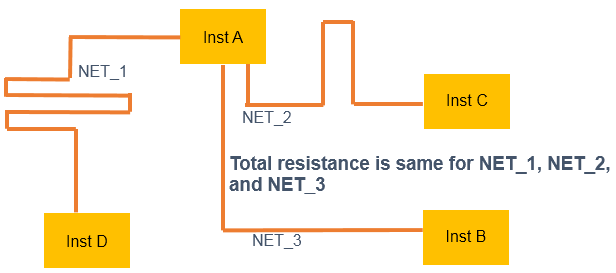 Inst A
NET_1
Inst C
NET_2
Total resistance is same for NET_1, NET_2,
and NET_3
Inst D
NET_3
Inst B